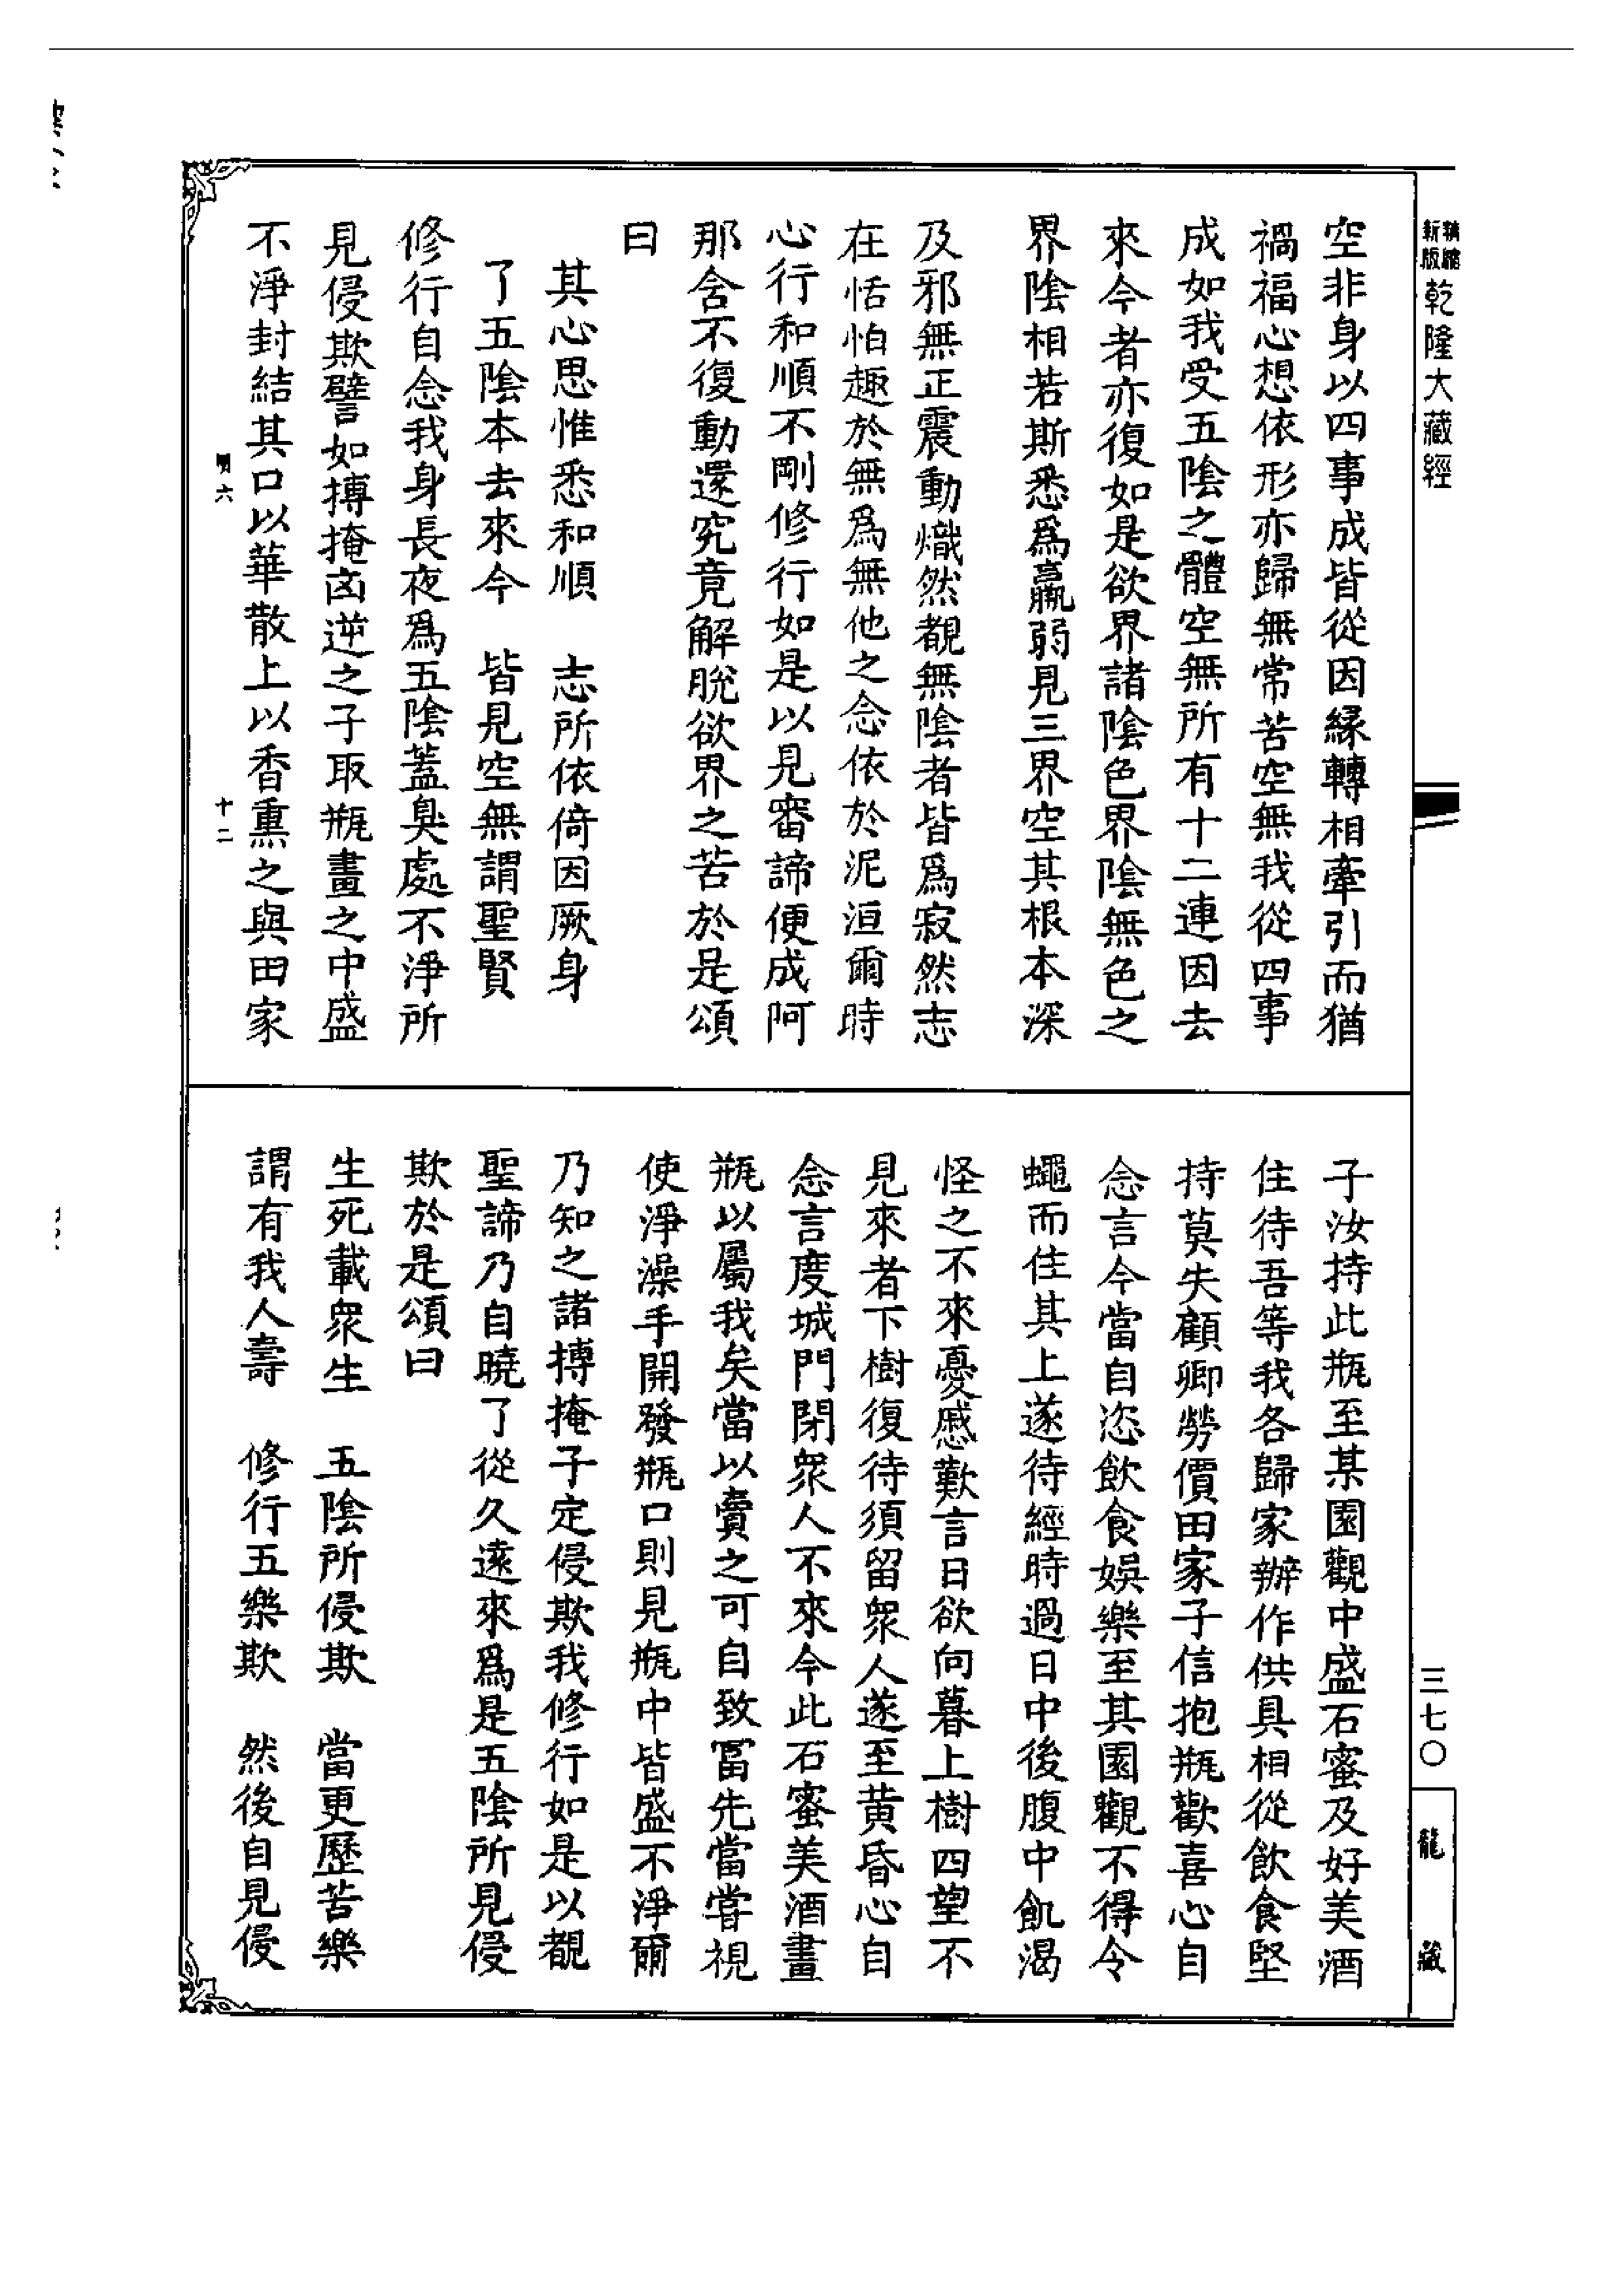 精縮新版 乾隆大藏經
三七〇
龍藏
空非身以四事成皆從因緣轉相牽引而猶
禍福心想依形亦歸無常苦空無我從四事
成如我受五陰之體空無所有十二連因去
來今者亦復如是欲界諸陰色界陰無色之
界陰相若斯悉爲羸弱見三界空其根本深
及邪無正震動熾然覩無陰者皆爲寂然志
在恬怕趣於無爲無他之念依於泥洹爾時
心行和順不剛修行如是以見審諦便成阿
那含不復動還究竟解脫欲界之苦於是頌
曰
其心思惟悉和順　志所依倚因厥身
了五陰本去來今　皆見空無謂聖賢
修行自念我身長夜爲五陰蓋臭處不淨所
見侵欺譬如摶掩凶逆之子取瓶畫之中盛
不淨封結其口以華散上以香熏之與田家
十二
子汝持此瓶至某園觀中盛石蜜及好美酒
住待吾等我各歸家辦作供具相從飲食堅
持莫失顧卿勞價田家子信抱瓶歡喜心自
念言今當自恣飲食娛樂至其園觀不得令
蠅而住其上遂待經時過日中後腹中飢渴
怪之不來憂慼歎言日欲向暮上樹四望不
見來者下樹復待須留衆人遂至黃昏心自
念言度城門閉衆人不來今此石蜜美酒畫
瓶以屬我矣當以賣之可自致冨先當嘗視
使淨澡手開發瓶口則見瓶中皆盛不淨爾
乃知之諸摶掩子定侵欺我修行如是以覩
聖諦乃自曉了從久遠來爲是五陰所見侵
欺於是頌曰
生死載衆生　五陰所侵欺　當更歷苦樂
謂有我人壽　修行五樂欺　然後自見侵